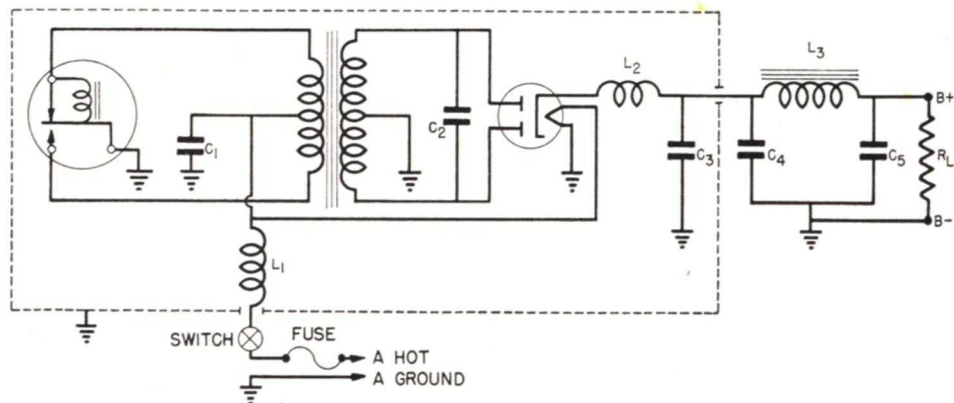 L3
L2
B+
C2
C1
C3
C4
C5
RL
B-
L1
SWITCH
FUSE
A HOT
A GROUND